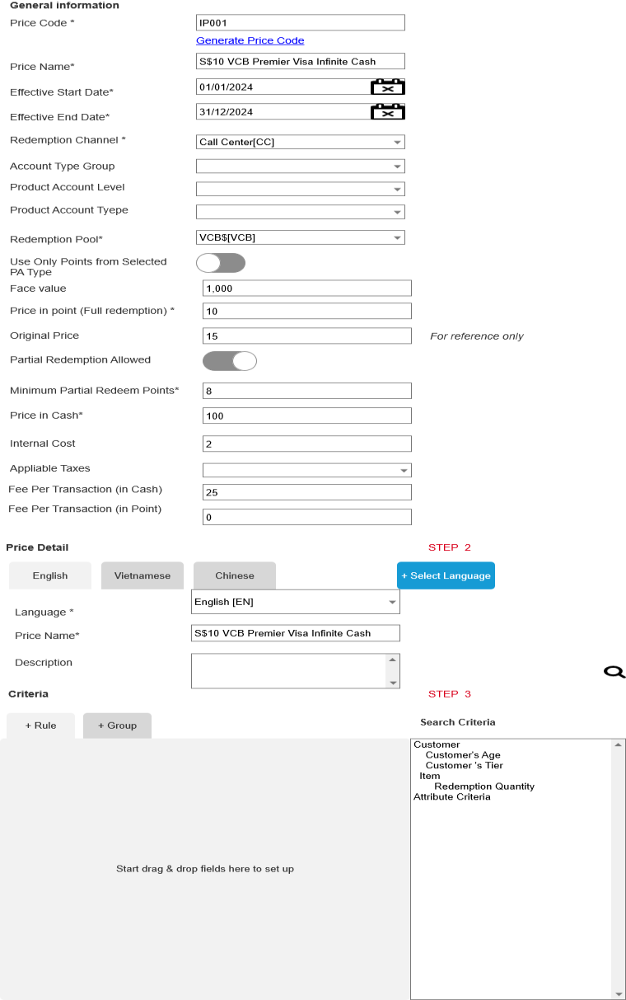 General information
Price Code * IP001
Generate Price Code
Price Name* S$10 VCB Premier Visa Infinite Cash
Effective Start Date* 01/01/2024
Effective End Date* 31/12/2024
Redemption Channel * Call Center[CC]
Account Type Group
Product Account Level
Product Account Tyepe
Redemption Pool* VCB$[VCB]
Use Only Points from Selected
PA Type
Face value 1,000
Price in point (Full redemption) * 10
Original Price 15 For reference only
Partial Redemption Allowed
Minimum Partial Redeem Points* 8
Price in Cash* 100
Internal Cost 2
Appliable Taxes
Fee Per Transaction (in Cash) 25
Fee Per Transaction (in Point) 0
Price Detail STEP 2
English Vietnamese Chinese + Select Language
Language * English [EN]
Price Name* S$10 VCB Premier Visa Infinite Cash
Description
Criteria STEP 3
+ Rule + Group Search Criteria
Customer
Customer's Age
Customer 's Tier
Item
Redemption Quantity
Attribute Criteria
Start drag & drop fields here to set up